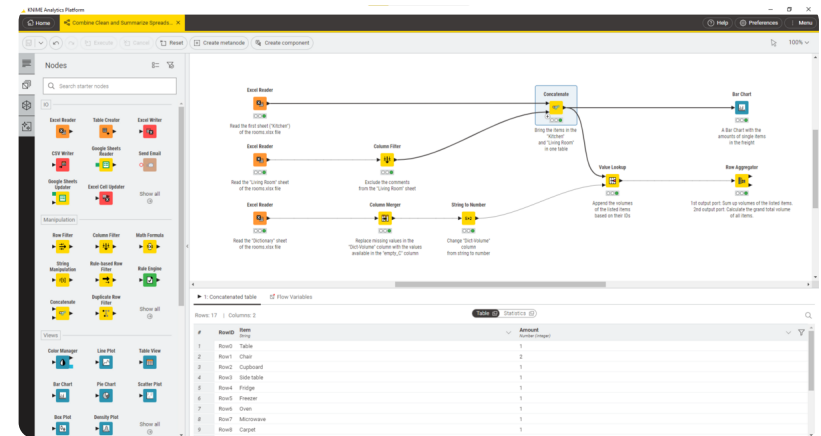 KNIME Analytics Platform
Home
Combine Clean and Summarize Spreads...
Help
Preferences
Menu
Execute
Cancel
Reset
Create metanode
Create component
100%
Nodes
Search starter nodes
IO
Excel Reader
Table Creator
Excel Writer
CSV Writer
Google Sheets
Reader
Send Email
Google Sheets
Updater
Excel Cell Updater
Show all
Manipulation
Row Filter
Column Filter
Math Formula
String
Manipulation
Rule-based Row
Filter
Rule Engine
Concatenate
Duplicate Row
Filter
Show all
Views
Color Manager
Line Plot
Table View
Bar Chart
Pie Chart
Scatter Plot
Box Plot
Density Plot
Show all
Excel Reader
Read the first sheet ("Kitchen")
of the rooms.xlsx file
Excel Reader
Read the "Living Room" sheet
of the rooms.xlsx file
Column Filter
Exclude the comments
from the "Living Room" sheet
Excel Reader
Read the "Dictionary" sheet
of the rooms.xlsx file
Column Merger
Replace missing values in the
"Dict-Volume" column with the values
available in the "empty_C" column
String to Number
Change "Dict-Volume"
column
from string to number
Concatenate
Bring the items in the
"Kitchen"
and "Living Room"
in one table
Value Lookup
Append the volumes
of the listed items
based on their IDs
Bar Chart
A Bar Chart with the
amounts of single items
in the freight
Row Aggregator
1st output port: Sum up volumes of the listed items.
2nd output port: Calculate the grand total volume
of all items.
1: Concatenated table
Flow Variables
Rows: 17 | Columns: 2
Table
Statistics
# RowID Item Amount
String Number (integer)
1 Row0 Table 1
2 Row1 Chair 2
3 Row2 Cupboard 1
4 Row3 Side table 1
5 Row4 Fridge 1
6 Row5 Freezer 1
7 Row6 Oven 1
8 Row7 Microwave 1
9 Row8 Carpet 1